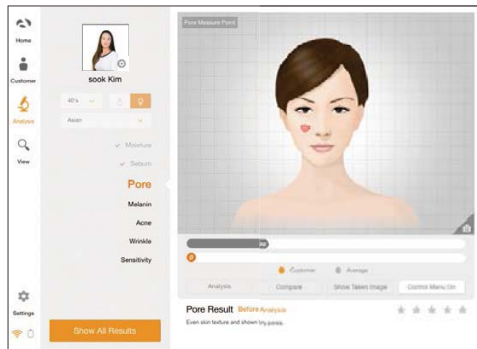 Home
Customer
Analysis
View
Settings
sook Kim
40's
Asian
Moisture
Sebum
Pore
Melanin
Acne
Wrinkle
Sensitivity
Show All Results
Pore Measure Point
0
Customer
Average
Analysis
Compare
Show Taken Image
Control Menu On
Pore Result Before Analysis
Even skin texture and shown tiny pores.